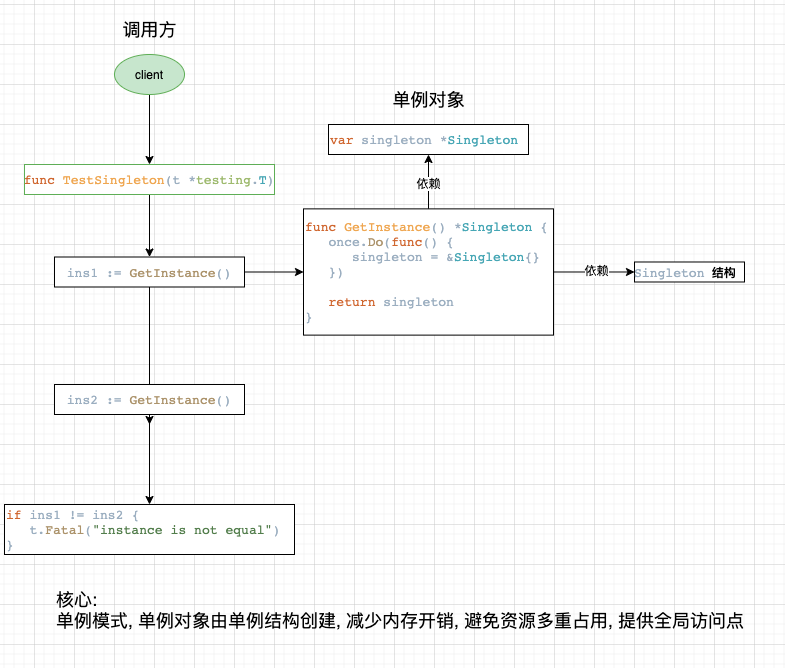 调用方
client
单例对象
var singleton *Singleton
依赖
func TestSingleton(t *testing.T)
func GetInstance() *Singleton {
once.Do(func() {
singleton = &Singleton{}
})
return singleton
}
ins1 := GetInstance()
依赖
Singleton 结构
ins2 := GetInstance()
if ins1 != ins2 {
t.Fatal("instance is not equal")
}
核心:
单例模式, 单例对象由单例结构创建, 减少内存开销, 避免资源多重占用, 提供全局访问点